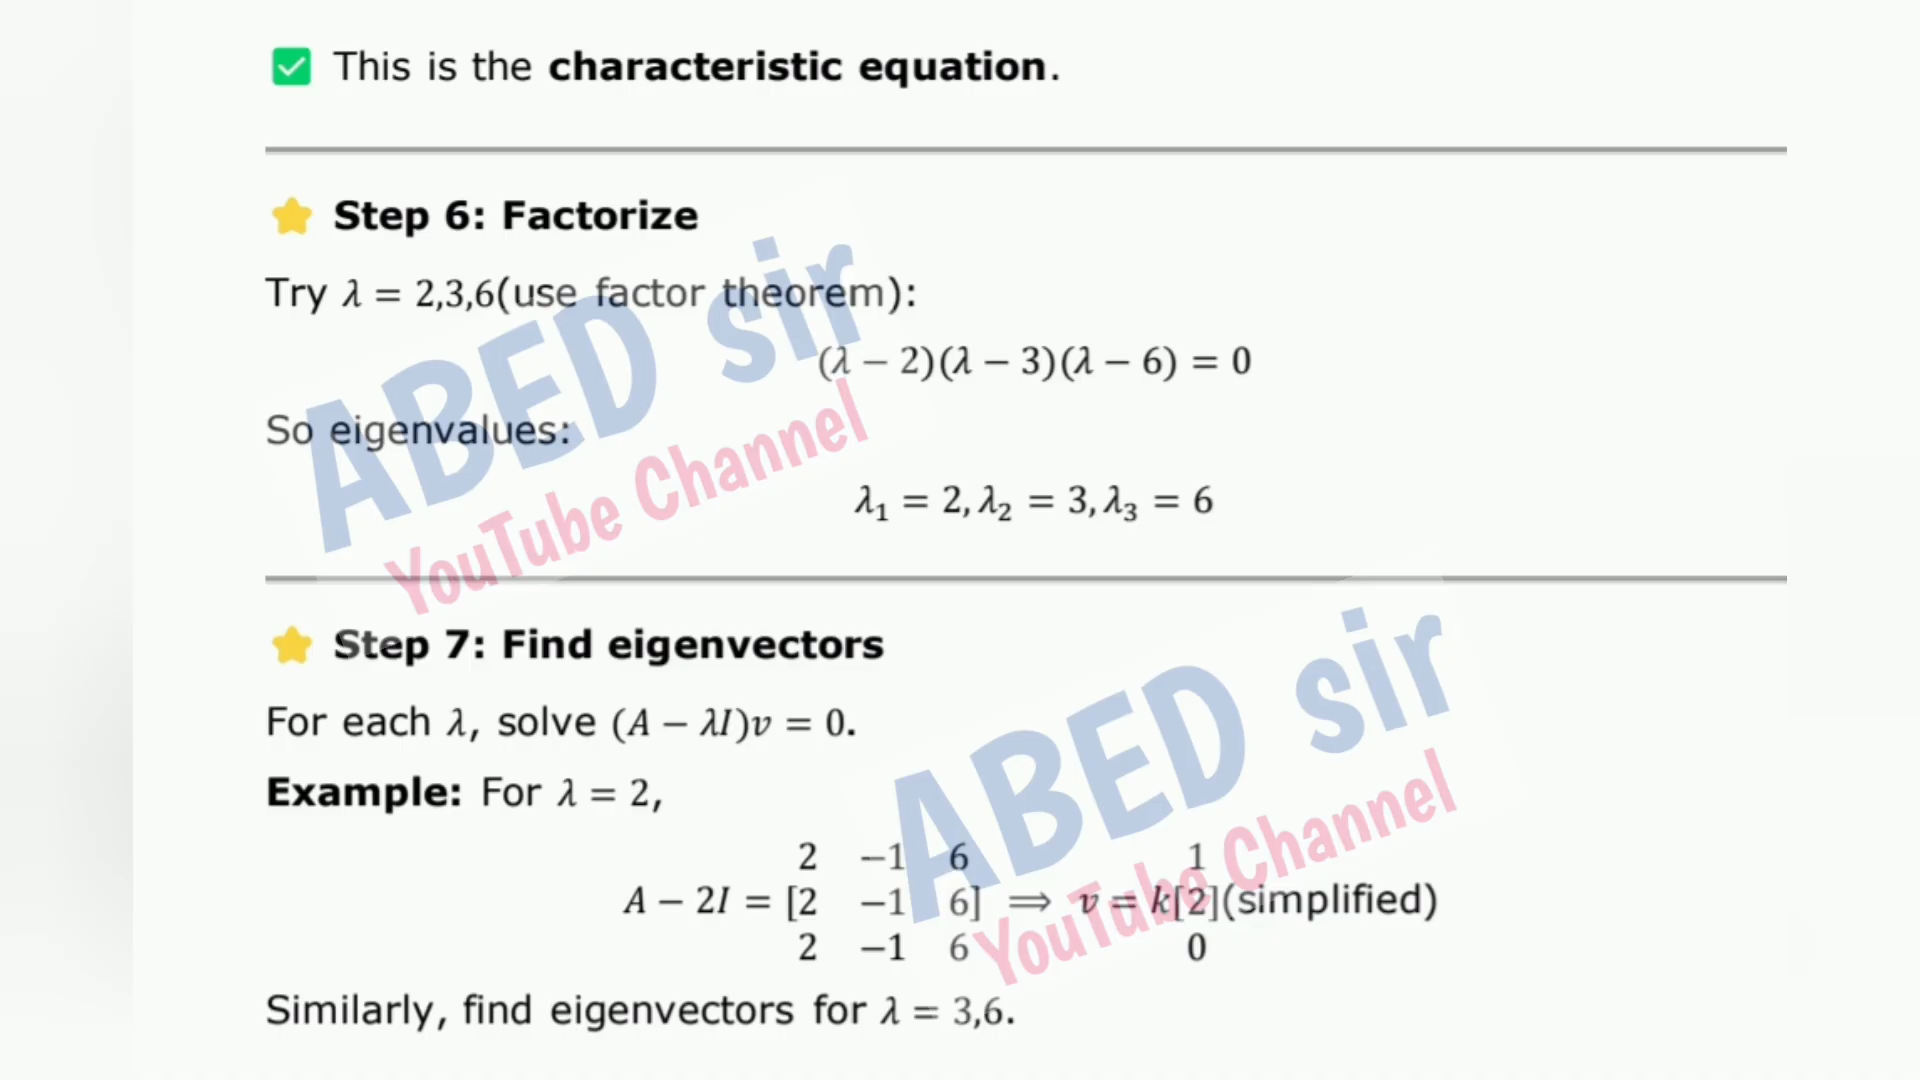 ✅ This is the characteristic equation.
⭐ Step 6: Factorize
Try λ = 2,3,6(use factor theorem):
(λ − 2)(λ − 3)(λ − 6) = 0
So eigenvalues:
λ₁ = 2, λ₂ = 3, λ₃ = 6
ABED sir
YouTube Channel
⭐ Step 7: Find eigenvectors
For each λ, solve (A − λI)v = 0.
Example: For λ = 2,
2 −1 6 1
A − 2I = [2 −1 6] ⟹ v = k[2](simplified)
2 −1 6 0
ABED sir
YouTube Channel
Similarly, find eigenvectors for λ = 3,6.